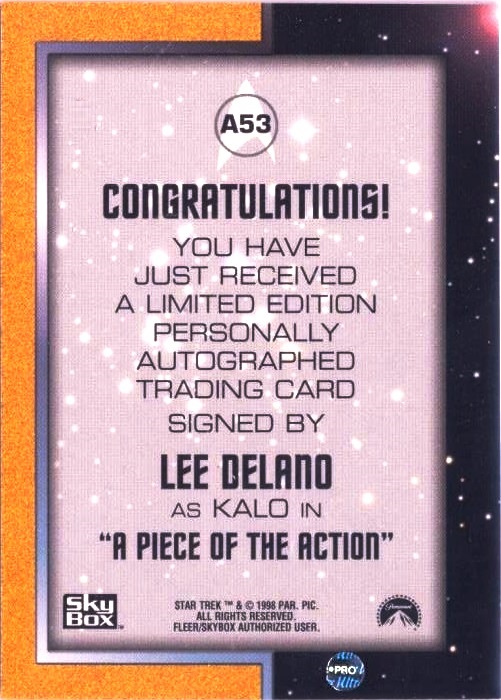 A53
CONGRATULATIONS!
YOU HAVE
JUST RECEIVED
A LIMITED EDITION
PERSONALLY
AUTOGRAPHED
TRADING CARD
SIGNED BY
LEE DELANO
AS KALO IN
“A PIECE OF THE ACTION”
Sky
BOX™
STAR TREK ™ & © 1998 PAR. PIC.
ALL RIGHTS RESERVED.
FLEER/SKYBOX AUTHORIZED USER.
Paramount
PRO